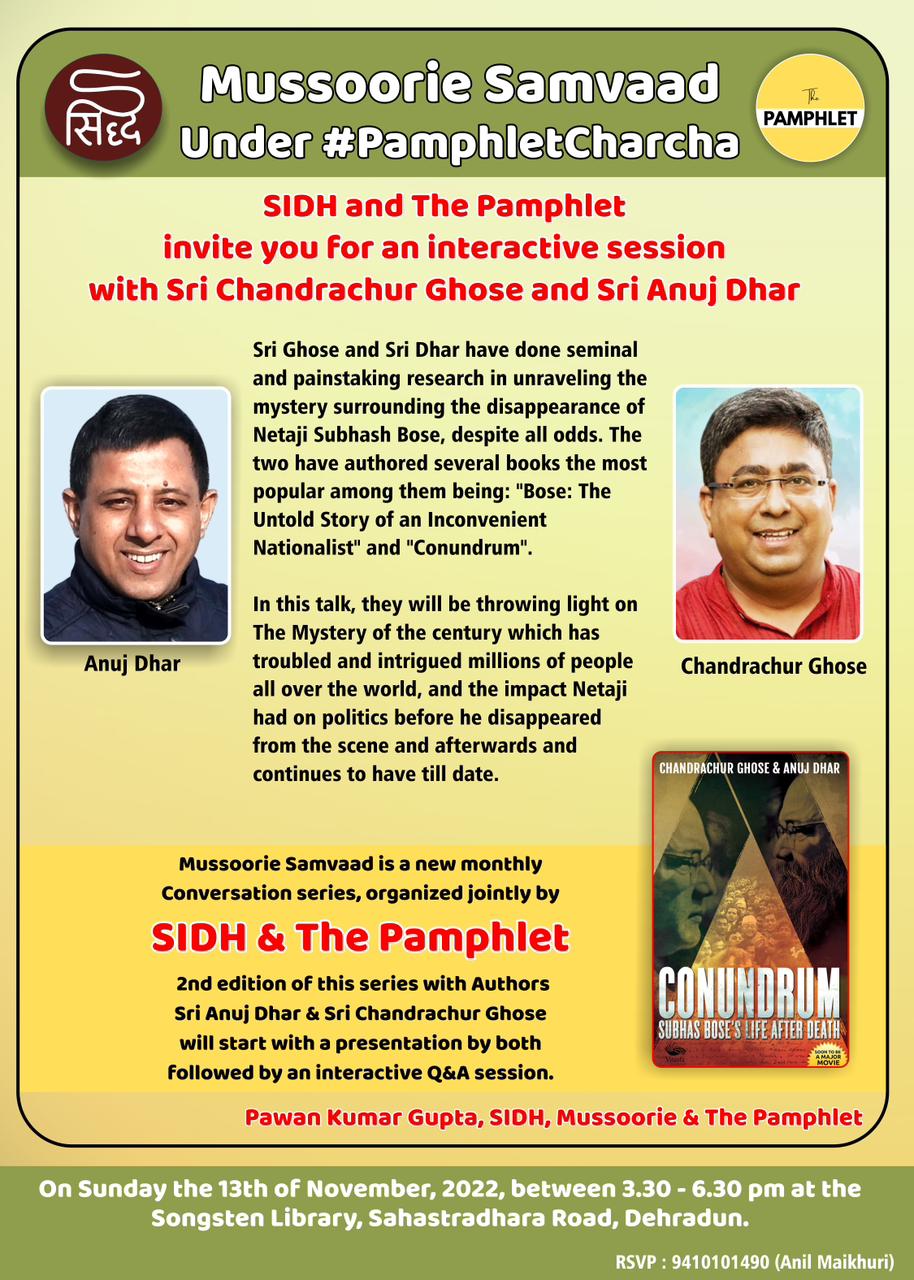 सिद्ध
Mussoorie Samvaad
Under #PamphletCharcha
The
PAMPHLET
SIDH and The Pamphlet
invite you for an interactive session
with Sri Chandrachur Ghose and Sri Anuj Dhar
Sri Ghose and Sri Dhar have done seminal
and painstaking research in unraveling the
mystery surrounding the disappearance of
Netaji Subhash Bose, despite all odds. The
two have authored several books the most
popular among them being: "Bose: The
Untold Story of an Inconvenient
Nationalist" and "Conundrum".
In this talk, they will be throwing light on
The Mystery of the century which has
troubled and intrigued millions of people
all over the world, and the impact Netaji
had on politics before he disappeared
from the scene and afterwards and
continues to have till date.
Anuj Dhar
Chandrachur Ghose
CHANDRACHUR GHOSE & ANUJ DHAR
CONUNDRUM
SUBHAS BOSE'S LIFE AFTER DEATH
SOON TO BE
A MAJOR
MOVIE
Mussoorie Samvaad is a new monthly
Conversation series, organized jointly by
SIDH & The Pamphlet
2nd edition of this series with Authors
Sri Anuj Dhar & Sri Chandrachur Ghose
will start with a presentation by both
followed by an interactive Q&A session.
Pawan Kumar Gupta, SIDH, Mussoorie & The Pamphlet
On Sunday the 13th of November, 2022, between 3.30 - 6.30 pm at the
Songsten Library, Sahastradhara Road, Dehradun.
RSVP : 9410101490 (Anil Maikhuri)